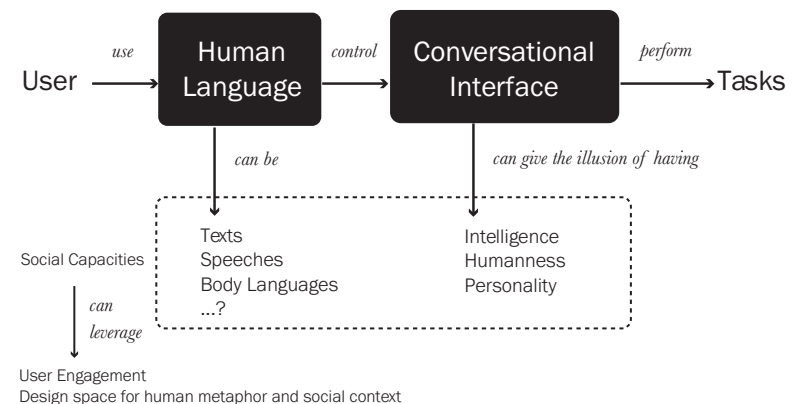 use
Human
Language
control
Conversational
Interface
perform
User
Tasks
can be
can give the illusion of having
Texts
Speeches
Body Languages
...?
Intelligence
Humanness
Personality
Social Capacities
can
leverage
User Engagement
Design space for human metaphor and social context